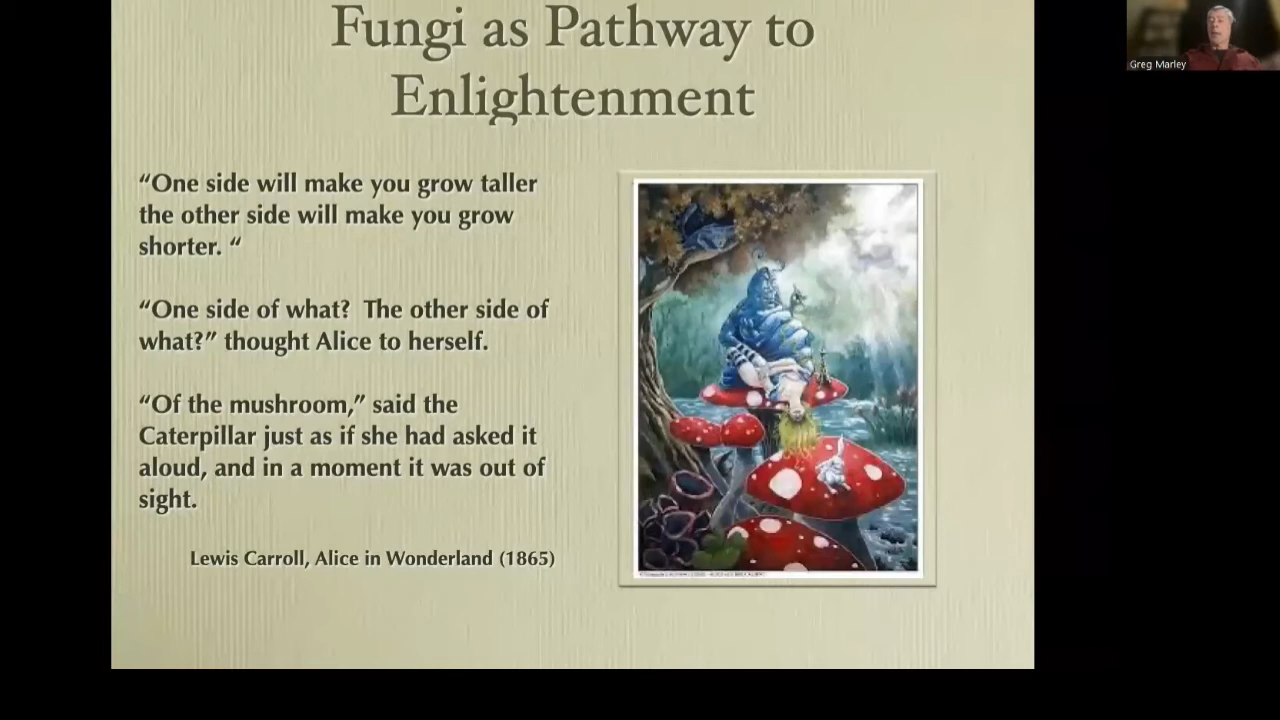 Fungi as Pathway to
Enlightenment
“One side will make you grow taller
the other side will make you grow
shorter. “
“One side of what?  The other side of
what?” thought Alice to herself.
“Of the mushroom,” said the
Caterpillar just as if she had asked it
aloud, and in a moment it was out of
sight.
Lewis Carroll, Alice in Wonderland (1865)
Greg Marley